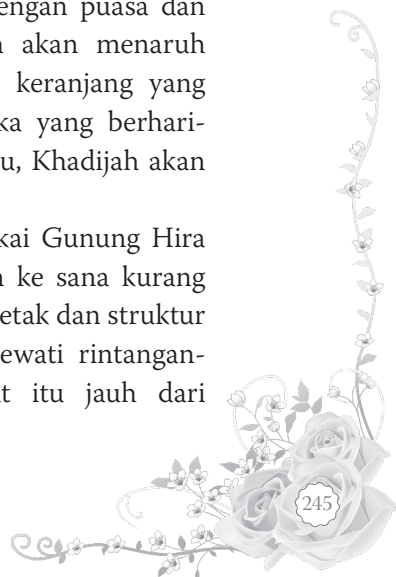 engan puasa dan
akan menaruh
keranjang yang
ka yang berhari-
u, Khadijah akan
kai Gunung Hira
ke sana kurang
etak dan struktur
ewati rintangan-
t itu jauh dari
245